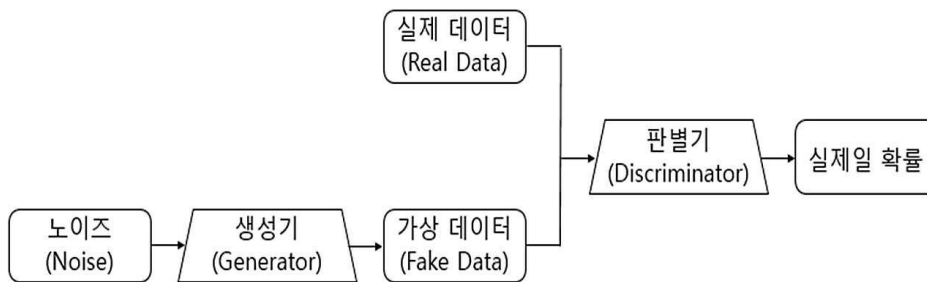 실제 데이터
(Real Data)
판별기
(Discriminator)
실제일 확률
노이즈
(Noise)
생성기
(Generator)
가상 데이터
(Fake Data)